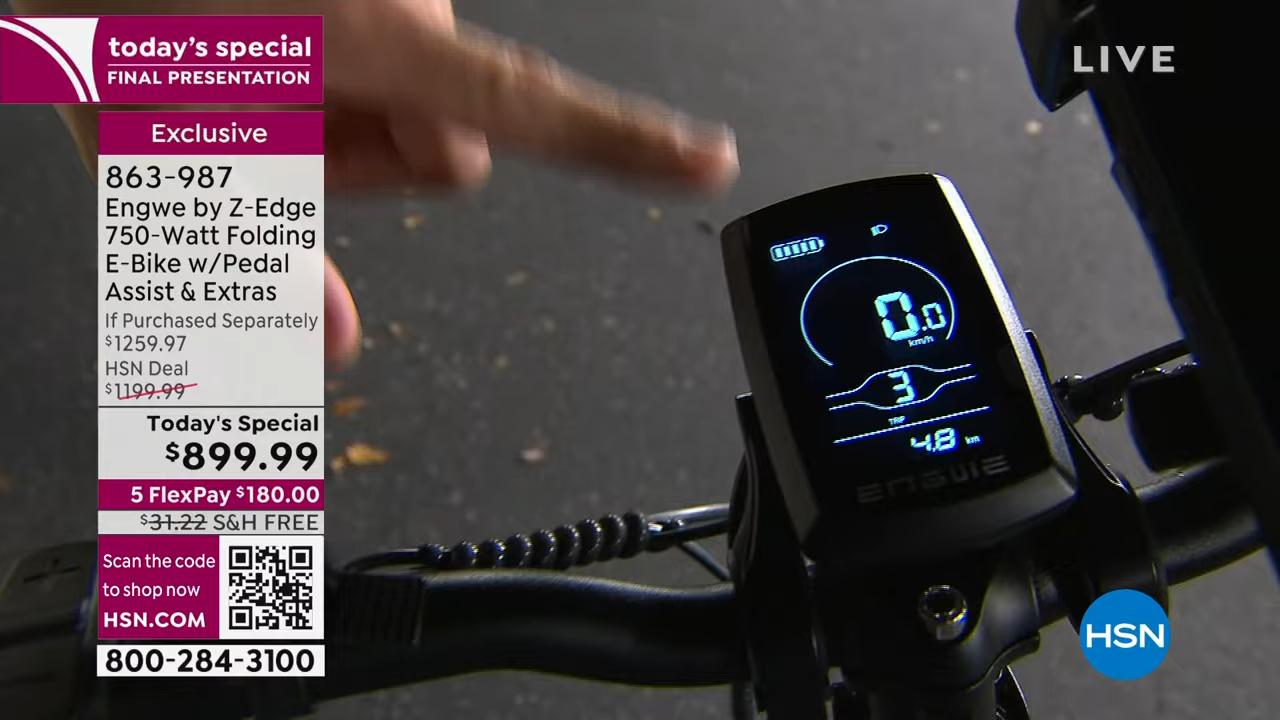 today's special
FINAL PRESENTATION
LIVE
Exclusive
863-987
Engwe by Z-Edge
750-Watt Folding
E-Bike w/Pedal
Assist & Extras
If Purchased Separately
$1259.97
HSN Deal
$1199.99
Today's Special
$899.99
5 FlexPay $180.00
$31.22 S&H FREE
Scan the code
to shop now
HSN.COM
800-284-3100
0.0
km/h
3
TRIP
4.8 km
ENGWE
HSN